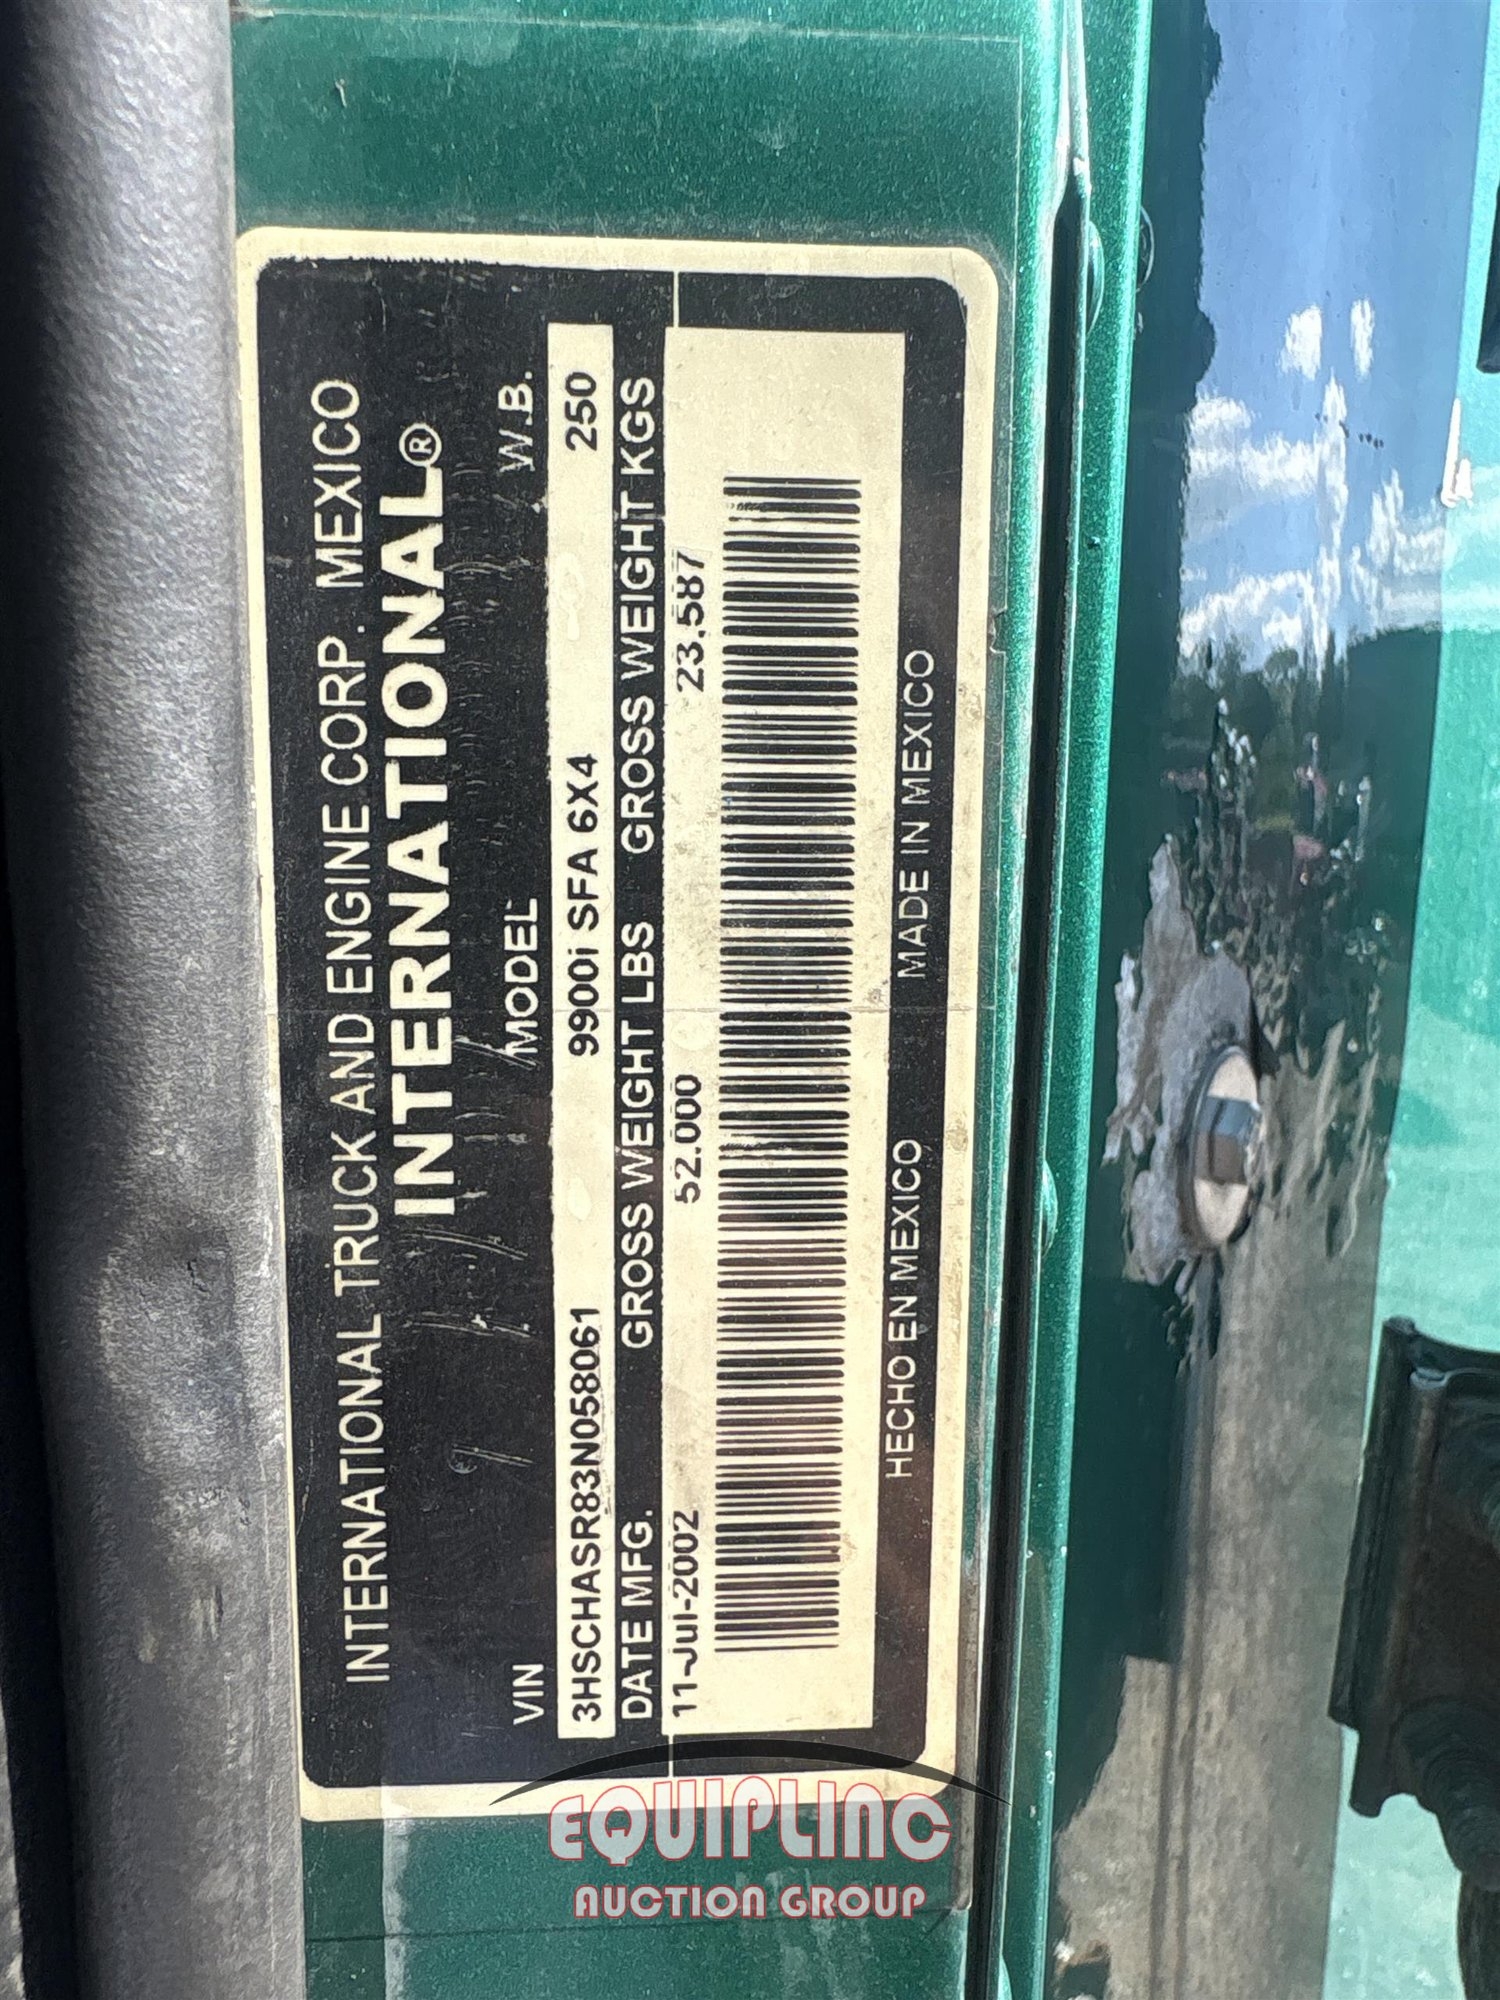 INTERNATIONAL TRUCK AND ENGINE CORP. MEXICO
INTERNATIONAL®
VIN MODEL W.B.
3HSCHASR83N058061 9900i SFA 6X4 250
DATE MFG. GROSS WEIGHT LBS GROSS WEIGHT KGS
11-Jul-2002 52.000 23.587
HECHO EN MEXICO MADE IN MEXICO
EQUIPLINC
AUCTION GROUP